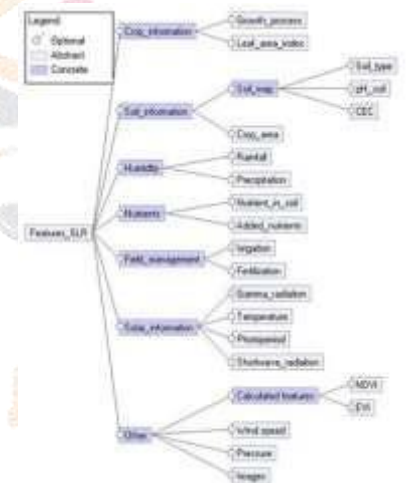 Legend
Optional
Abstract
Concrete
Features_SLR
Crop_information
Growth_process
Leaf_area_index
Soil_information
Soil_map
Soil_type
pH_soil
CEC
Crop_area
Humidity
Rainfall
Precipitation
Nutrients
Nutrient_in_soil
Added_nutrients
Field_management
Irrigation
Fertilization
Solar_information
Gamma_radiation
Temperature
Photoperiod
Shortwave_radiation
Other
Calculated features
NDVI
EVI
Wind speed
Pressure
Images